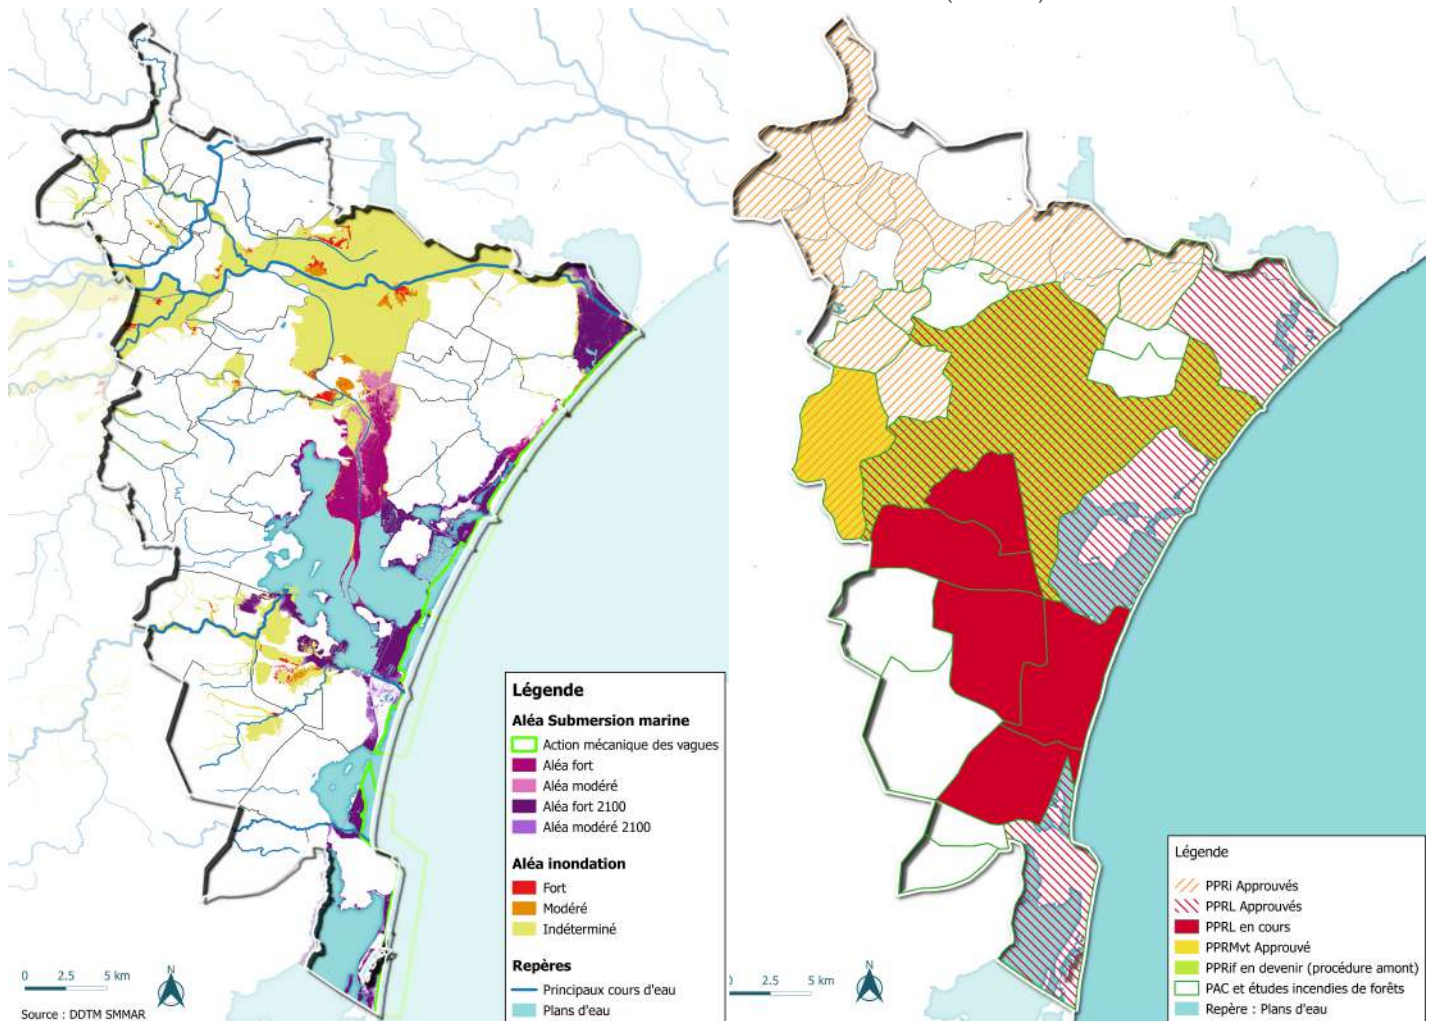 Légende
Aléa Submersion marine
Action mécanique des vagues
Aléa fort
Aléa modéré
Aléa fort 2100
Aléa modéré 2100
Aléa inondation
Fort
Modéré
Indéterminé
Repères
Principaux cours d'eau
Plans d'eau
0 2.5 5 km
N
Source : DDTM SMMAR
Légende
PPRi Approuvés
PPRL Approuvés
PPRL en cours
PPRMvt Approuvé
PPRif en devenir (procédure amont)
PAC et études incendies de forêts
Repère : Plans d'eau
2.5 5 km
N